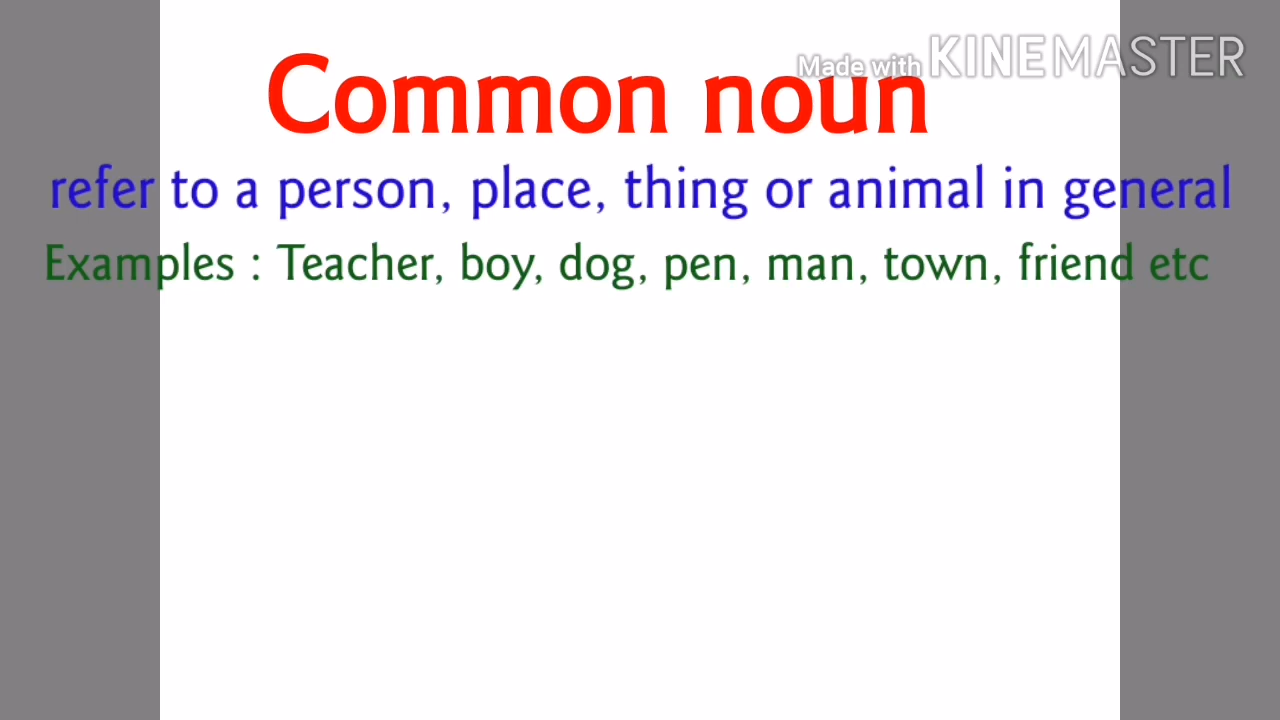 Made with KINEMASTER
Common noun
refer to a person, place, thing or animal in general
Examples : Teacher, boy, dog, pen, man, town, friend etc